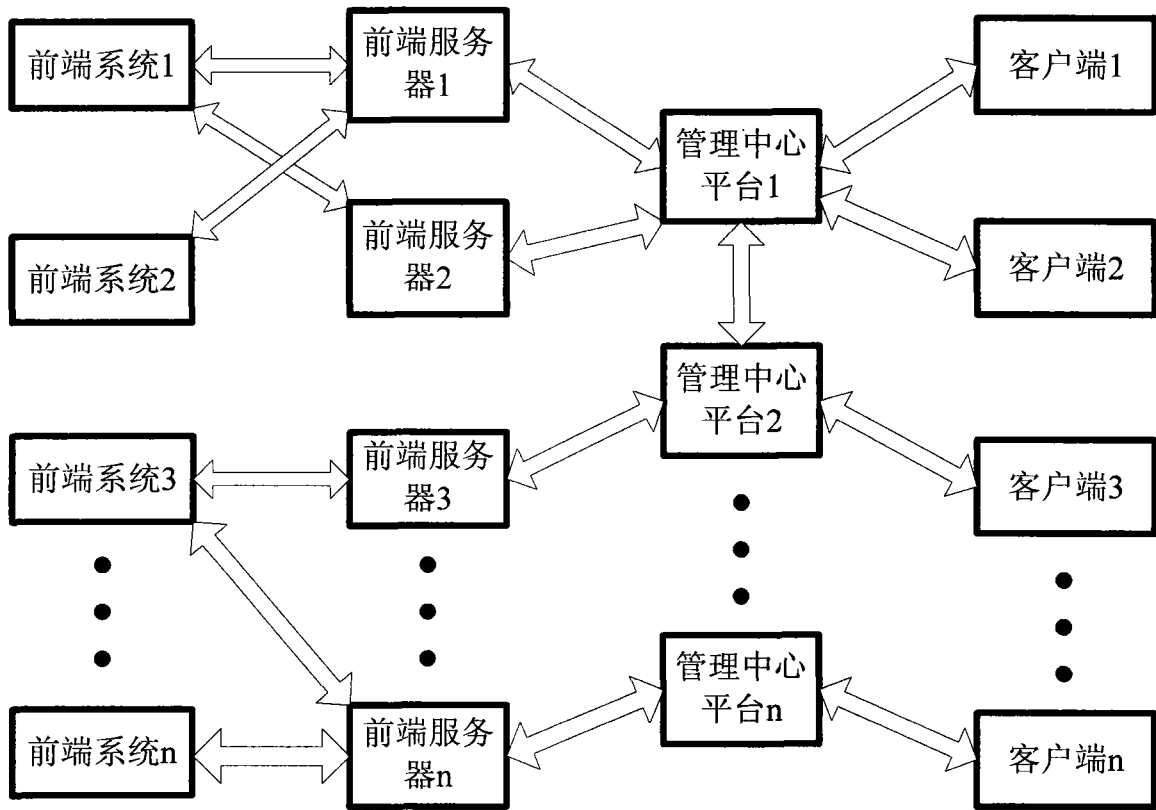 前端系统1
前端服务
器1
客户端1
管理中心
平台1
前端系统2
前端服务
器2
客户端2
管理中心
平台2
前端系统3
前端服务
器3
客户端3
管理中心
平台n
前端系统n
前端服务
器n
客户端n